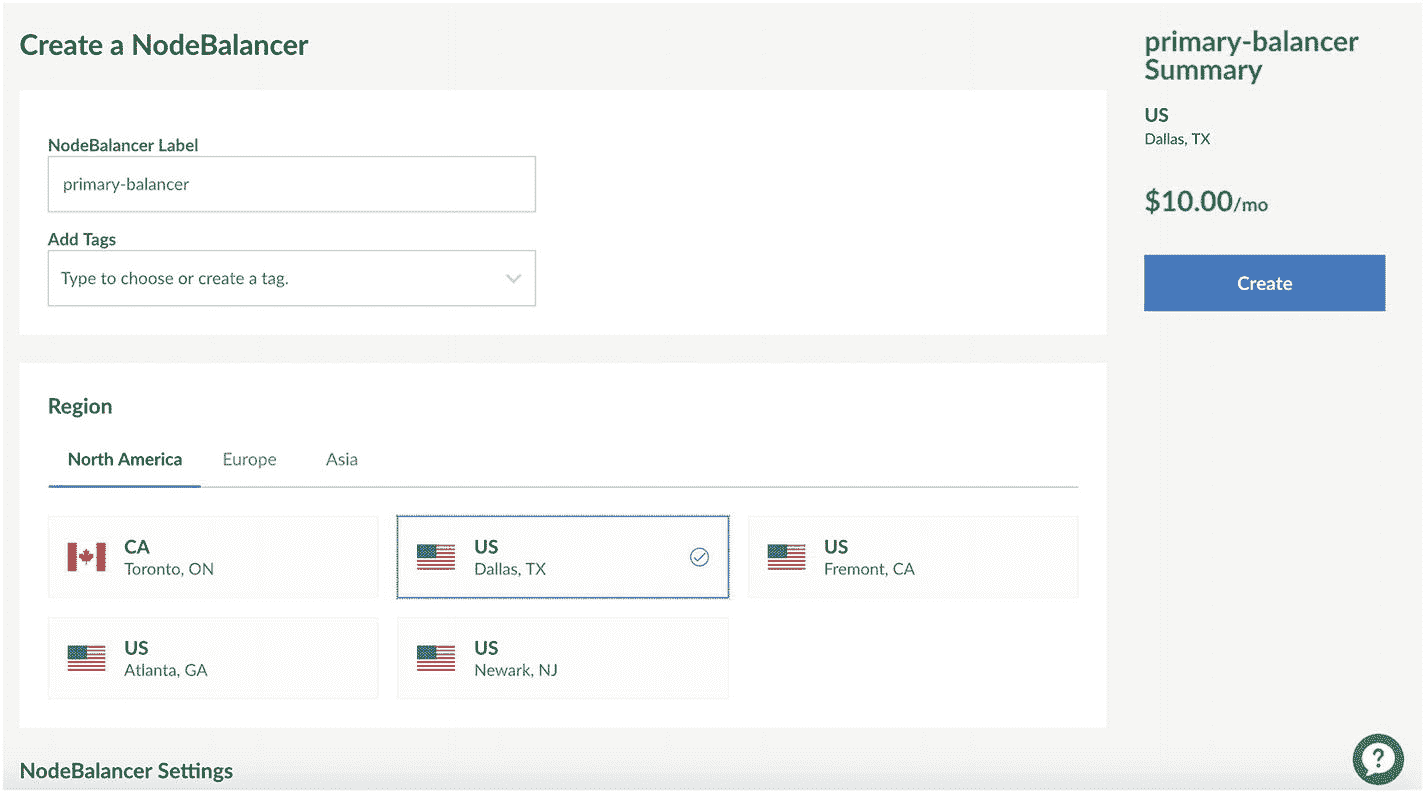 Create a NodeBalancer
NodeBalancer Label
primary-balancer
Add Tags
Type to choose or create a tag.
Region
North America
Europe
Asia
CA
Toronto, ON
US
Dallas, TX
US
Fremont, CA
US
Atlanta, GA
US
Newark, NJ
NodeBalancer Settings
primary-balancer
Summary
US
Dallas, TX
$10.00/mo
Create
?